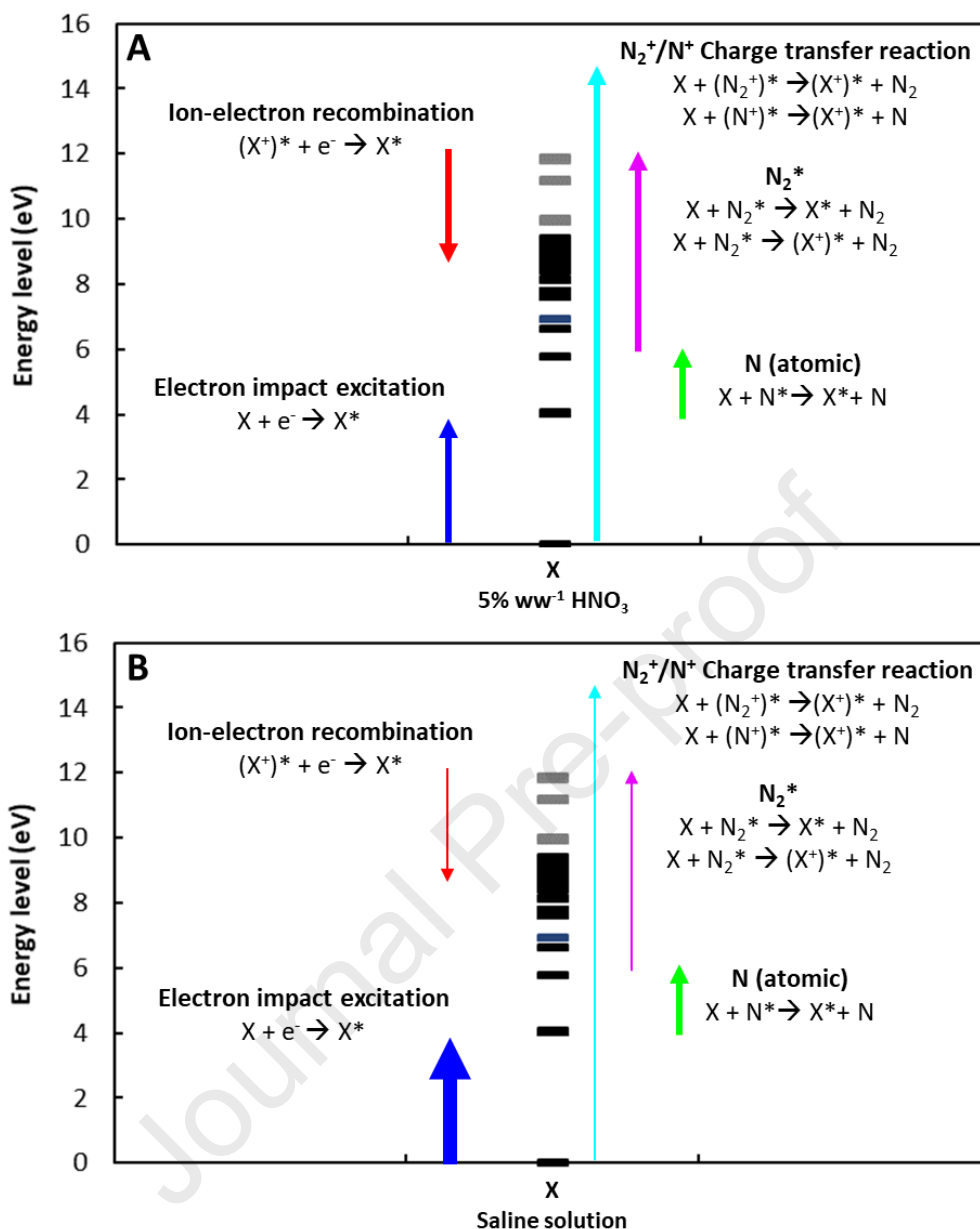 A
N₂⁺/N⁺ Charge transfer reaction
X + (N₂⁺)* → (X⁺)* + N₂
X + (N⁺)* → (X⁺)* + N
Ion-electron recombination
(X⁺)* + e⁻ → X*
N₂*
X + N₂* → X* + N₂
X + N₂* → (X⁺)* + N₂
N (atomic)
X + N* → X* + N
Electron impact excitation
X + e⁻ → X*
Energy level (eV)
16
14
12
10
8
6
4
2
0
X
5% ww⁻¹ HNO₃
B
N₂⁺/N⁺ Charge transfer reaction
X + (N₂⁺)* → (X⁺)* + N₂
X + (N⁺)* → (X⁺)* + N
Ion-electron recombination
(X⁺)* + e⁻ → X*
N₂*
X + N₂* → X* + N₂
X + N₂* → (X⁺)* + N₂
N (atomic)
X + N* → X* + N
Electron impact excitation
X + e⁻ → X*
Energy level (eV)
16
14
12
10
8
6
4
2
0
X
Saline solution
Journal Pre-proof